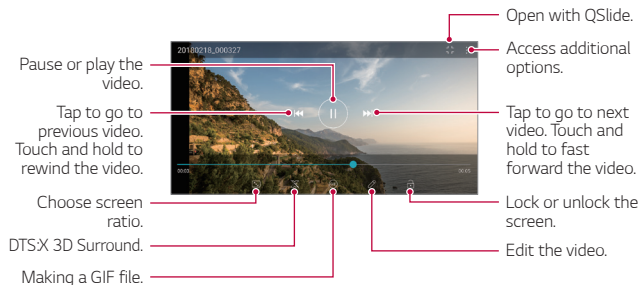 Open with QSlide.
20180218_000327
Access additional
options.
Pause or play the
video.
Tap to go to
previous video.
Touch and hold to
rewind the video.
Tap to go to next
video. Touch and
hold to fast
forward the video.
Choose screen
ratio.
Lock or unlock the
screen.
DTS:X 3D Surround.
Edit the video.
Making a GIF file.